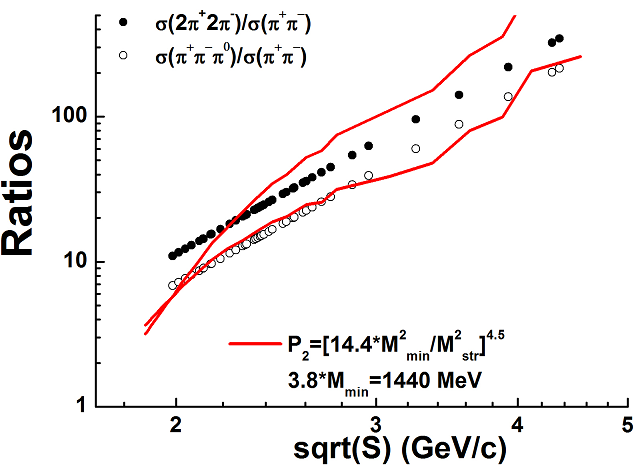 σ(2π⁺2π⁻)/σ(π⁺π⁻)
σ(π⁺π⁻π⁰)/σ(π⁺π⁻)
Ratios
100
10
1
P₂=[14.4*M²min/M²str]⁴·⁵
3.8*Mmin=1440 MeV
2 3 4 5
sqrt(S) (GeV/c)